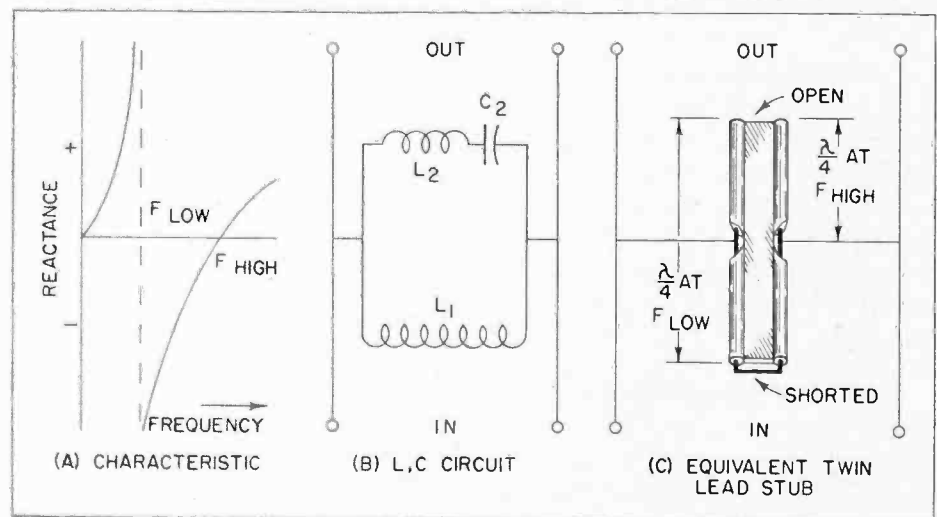 REACTANCE
+
−
F LOW
F HIGH
FREQUENCY
(A) CHARACTERISTIC
OUT
C2
L2
L1
IN
(B) L,C CIRCUIT
OUT
OPEN
λ/4 AT
F HIGH
λ/4 AT
F LOW
SHORTED
IN
(C) EQUIVALENT TWIN
LEAD STUB